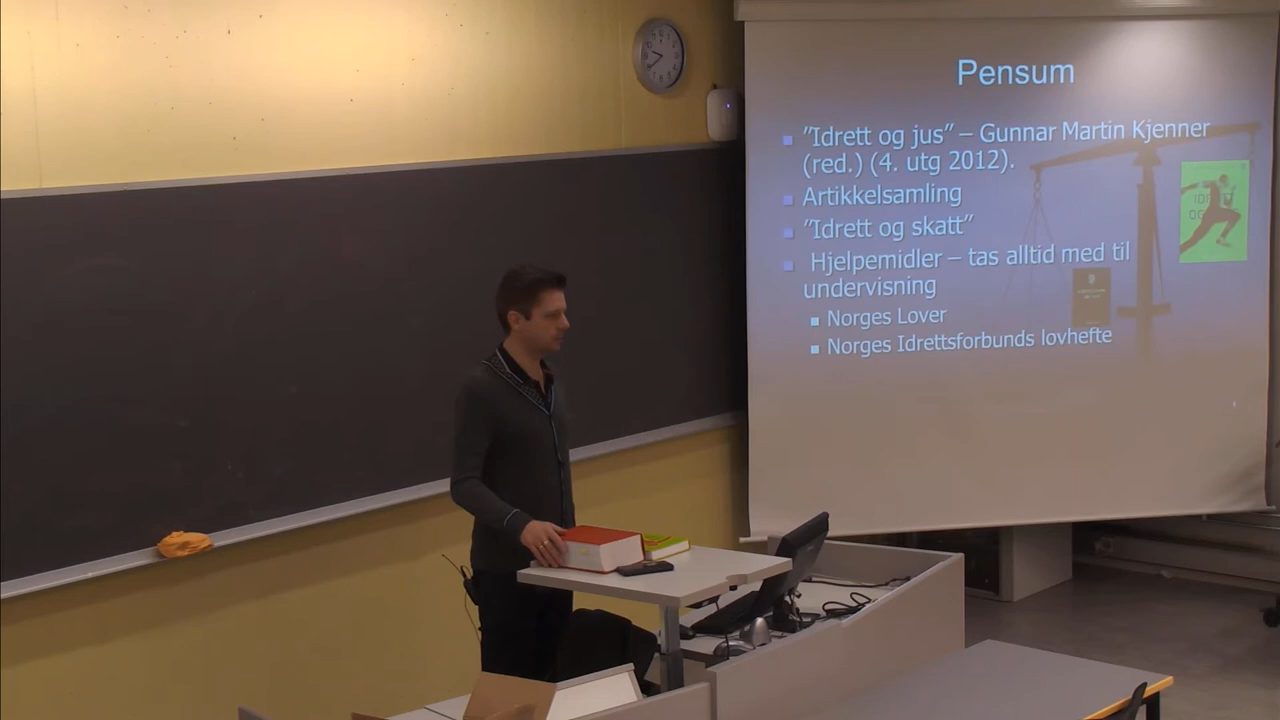 Pensum
"Idrett og jus" – Gunnar Martin Kjenner
(red.) (4. utg 2012).
Artikkelsamling
"Idrett og skatt"
Hjelpemidler – tas alltid med til
undervisning
Norges Lover
Norges Idrettsforbunds lovhefte